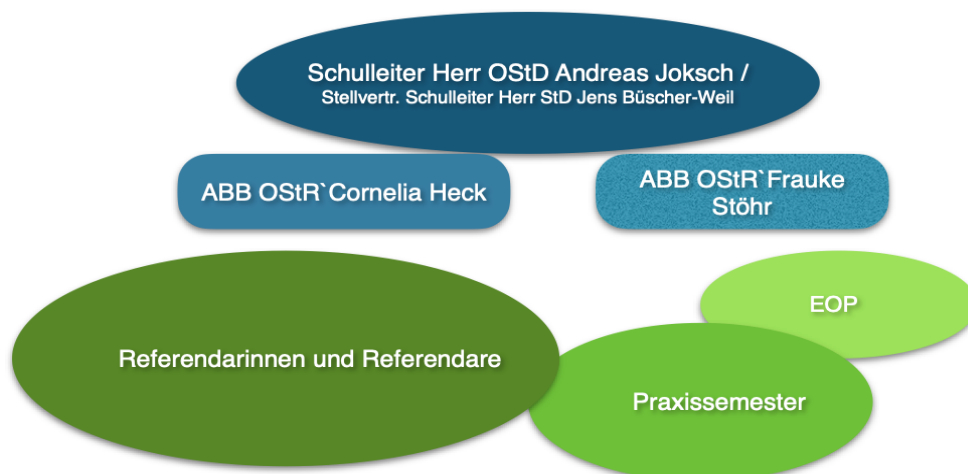 Schulleiter Herr OStD Andreas Joksch /
Stellvertr. Schulleiter Herr StD Jens Büscher-Weil
ABB OStR`Cornelia Heck
ABB OStR`Frauke
Stöhr
EOP
Referendarinnen und Referendare
Praxissemester